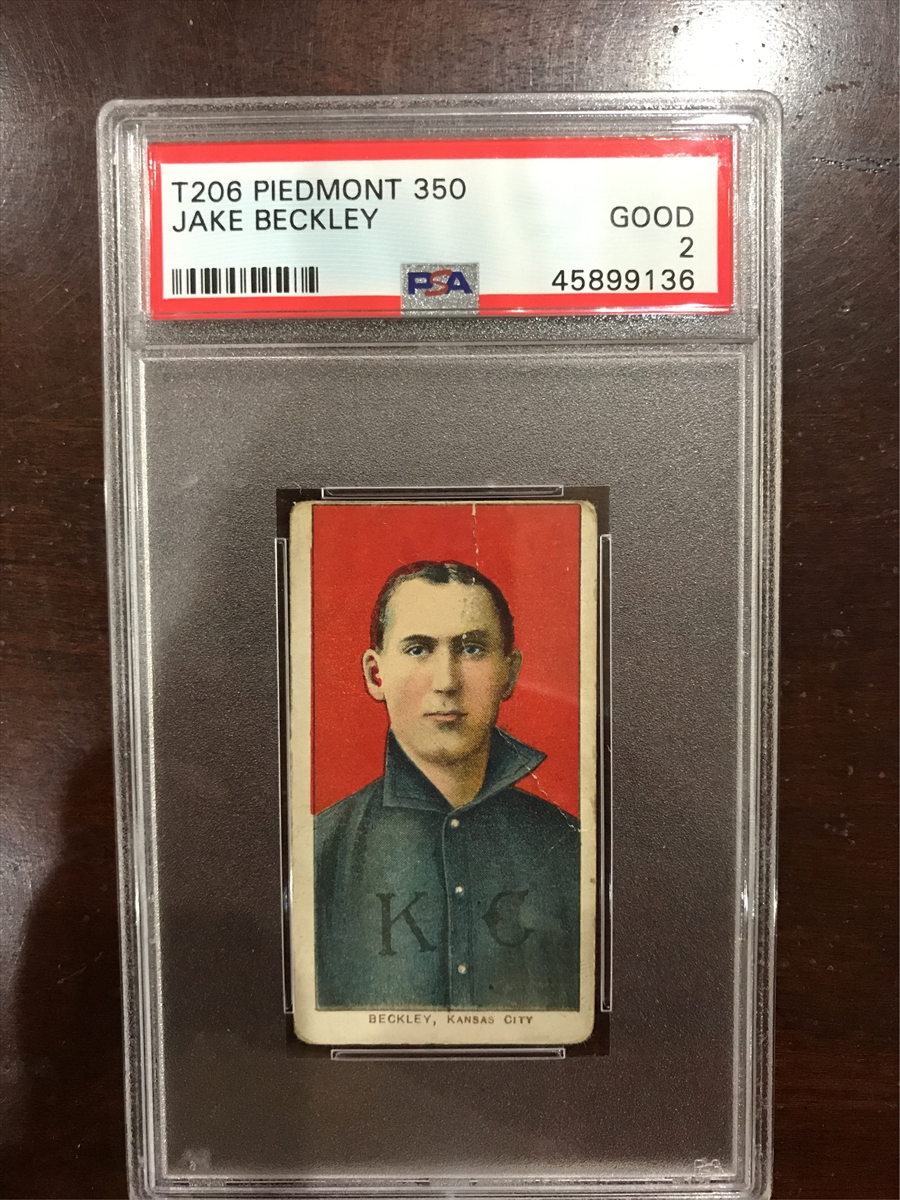 T206 PIEDMONT 350
JAKE BECKLEY GOOD
2
PSA 45899136
K C
BECKLEY, KANSAS CITY